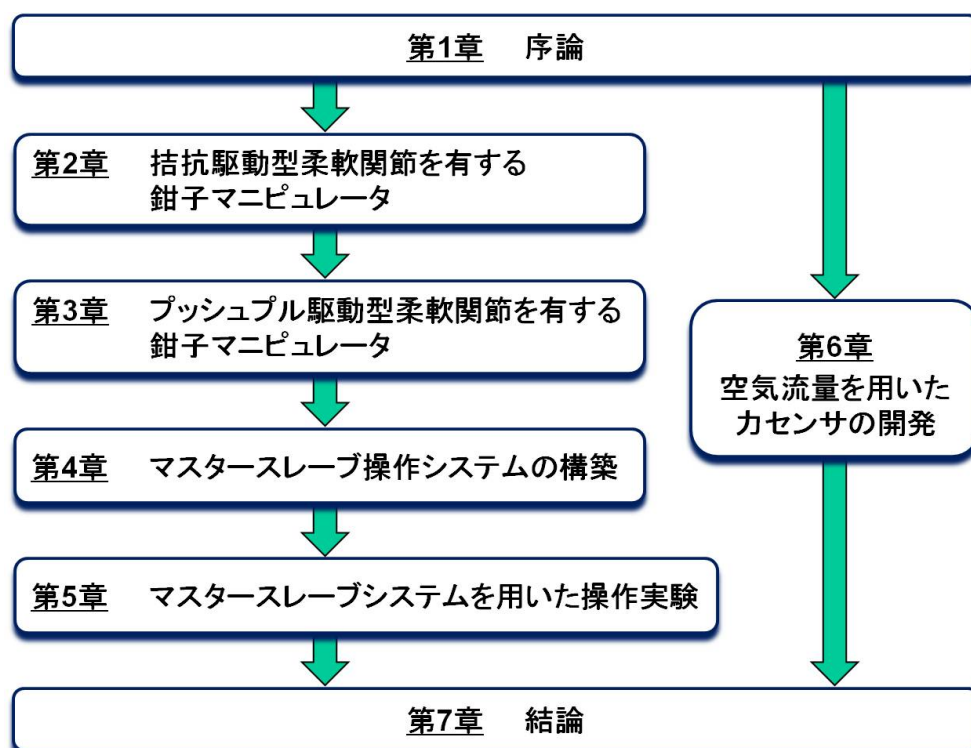 第1章 序論
第2章 拮抗駆動型柔軟関節を有する
鉗子マニピュレータ
第3章 プッシュプル駆動型柔軟関節を有する
鉗子マニピュレータ
第4章 マスタースレーブ操作システムの構築
第5章 マスタースレーブシステムを用いた操作実験
第6章
空気流量を用いた
力センサの開発
第7章 結論